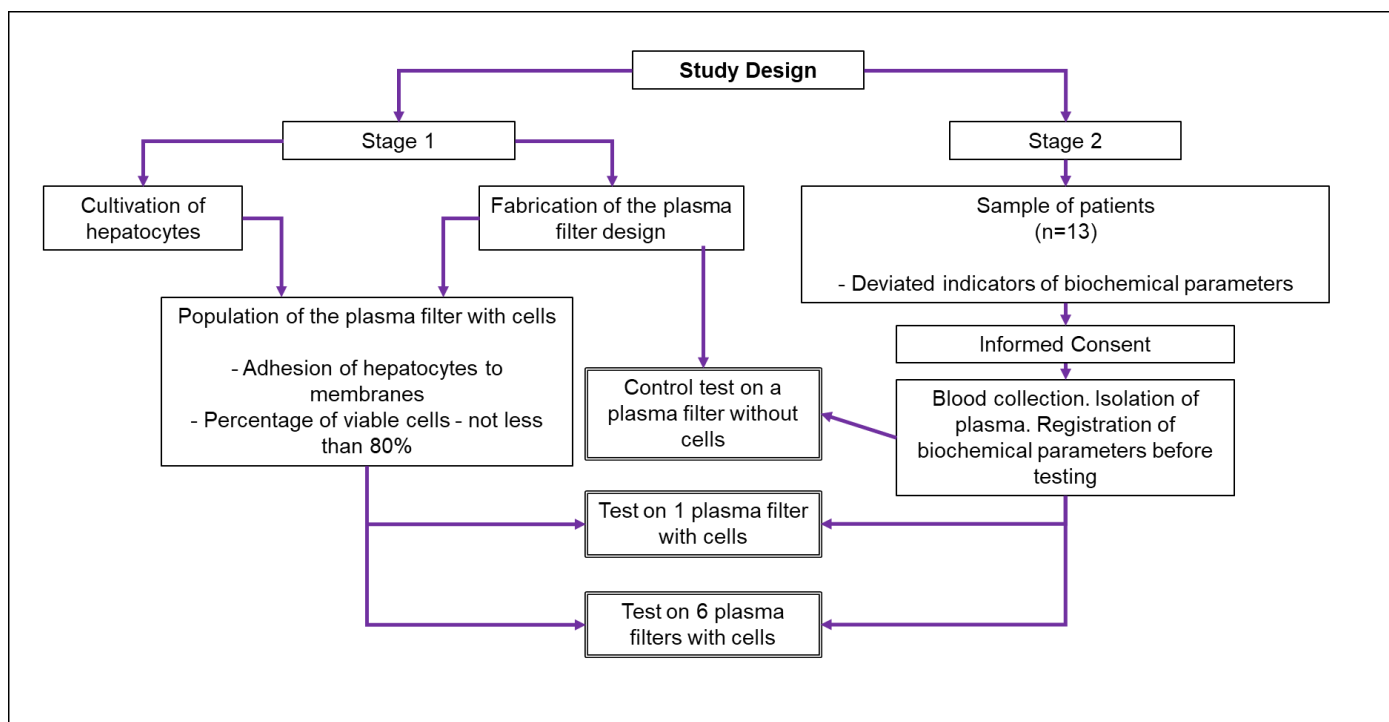 Study Design
Stage 1
Stage 2
Cultivation of
hepatocytes
Fabrication of the plasma
filter design
Sample of patients
(n=13)
- Deviated indicators of biochemical parameters
Population of the plasma filter with cells
- Adhesion of hepatocytes to
membranes
- Percentage of viable cells - not less
than 80%
Informed Consent
Control test on a
plasma filter without
cells
Blood collection. Isolation of
plasma. Registration of
biochemical parameters before
testing
Test on 1 plasma filter
with cells
Test on 6 plasma
filters with cells